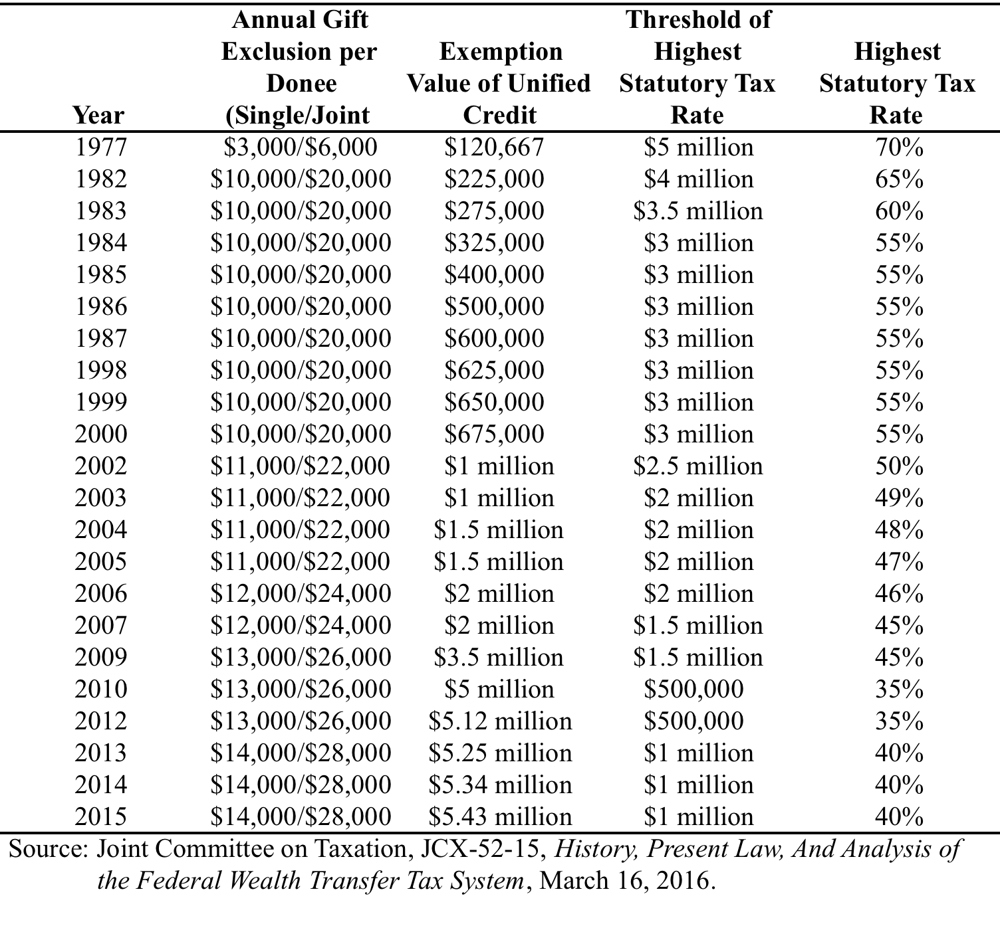 Annual Gift Threshold of
Exclusion per Exemption Highest Highest
Donee Value of Unified Statutory Tax Statutory Tax
Year (Single/Joint Credit Rate Rate
1977 $3,000/$6,000 $120,667 $5 million 70%
1982 $10,000/$20,000 $225,000 $4 million 65%
1983 $10,000/$20,000 $275,000 $3.5 million 60%
1984 $10,000/$20,000 $325,000 $3 million 55%
1985 $10,000/$20,000 $400,000 $3 million 55%
1986 $10,000/$20,000 $500,000 $3 million 55%
1987 $10,000/$20,000 $600,000 $3 million 55%
1998 $10,000/$20,000 $625,000 $3 million 55%
1999 $10,000/$20,000 $650,000 $3 million 55%
2000 $10,000/$20,000 $675,000 $3 million 55%
2002 $11,000/$22,000 $1 million $2.5 million 50%
2003 $11,000/$22,000 $1 million $2 million 49%
2004 $11,000/$22,000 $1.5 million $2 million 48%
2005 $11,000/$22,000 $1.5 million $2 million 47%
2006 $12,000/$24,000 $2 million $2 million 46%
2007 $12,000/$24,000 $2 million $1.5 million 45%
2009 $13,000/$26,000 $3.5 million $1.5 million 45%
2010 $13,000/$26,000 $5 million $500,000 35%
2012 $13,000/$26,000 $5.12 million $500,000 35%
2013 $14,000/$28,000 $5.25 million $1 million 40%
2014 $14,000/$28,000 $5.34 million $1 million 40%
2015 $14,000/$28,000 $5.43 million $1 million 40%
Source: Joint Committee on Taxation, JCX-52-15, History, Present Law, And Analysis of
the Federal Wealth Transfer Tax System, March 16, 2016.